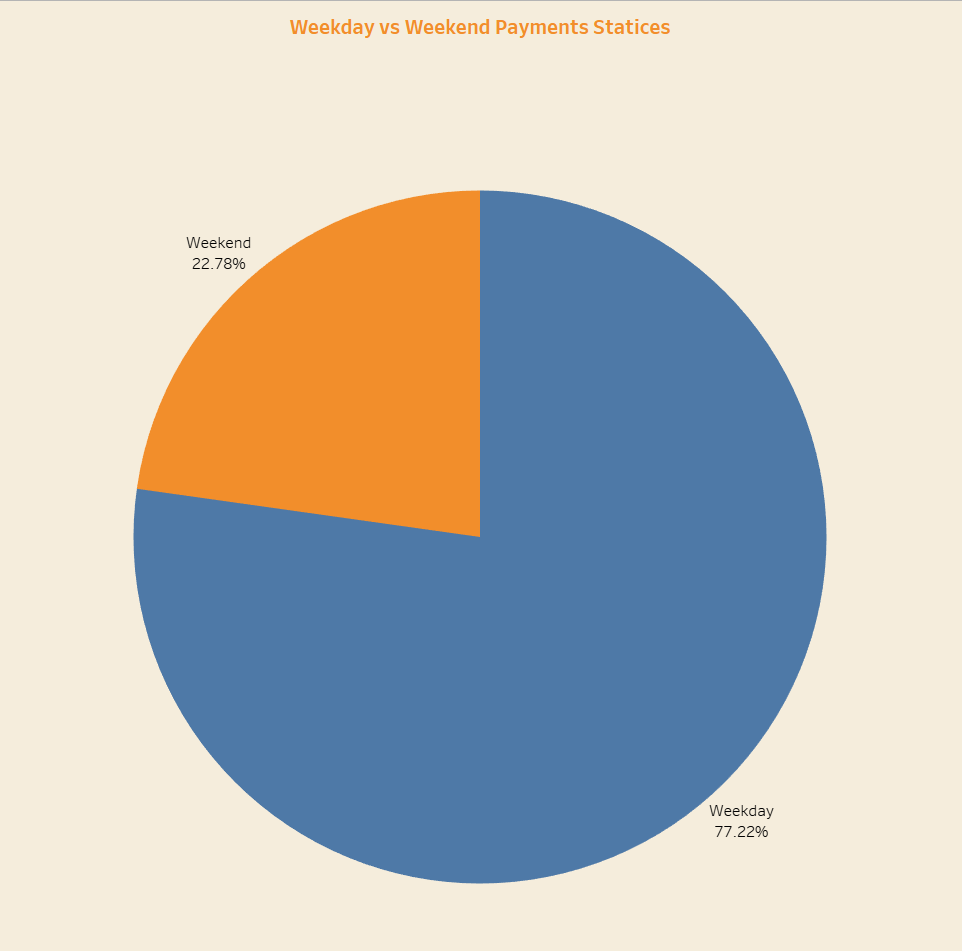 Weekday vs Weekend Payments Statices
Weekend
22.78%
Weekday
77.22%